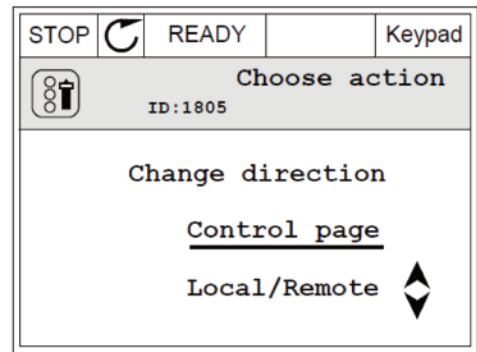 STOP READY Keypad
Choose action
ID:1805
Change direction
Control page
Local/Remote